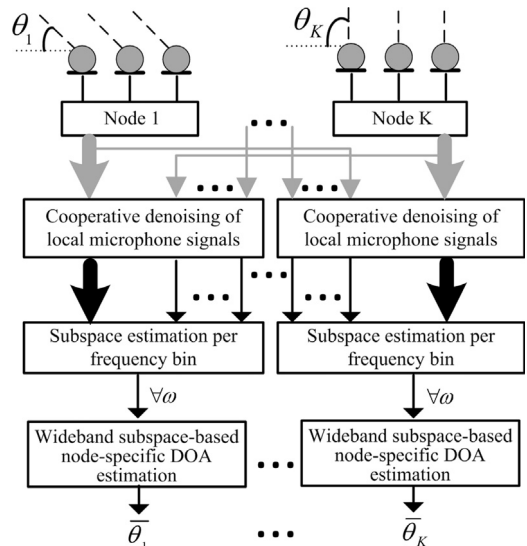 θ₁
θ_K
Node 1
Node K
Cooperative denoising of
local microphone signals
Cooperative denoising of
local microphone signals
Subspace estimation per
frequency bin
Subspace estimation per
frequency bin
∀ω
∀ω
Wideband subspace-based
node-specific DOA
estimation
Wideband subspace-based
node-specific DOA
estimation
θ̅₁
θ̅_K